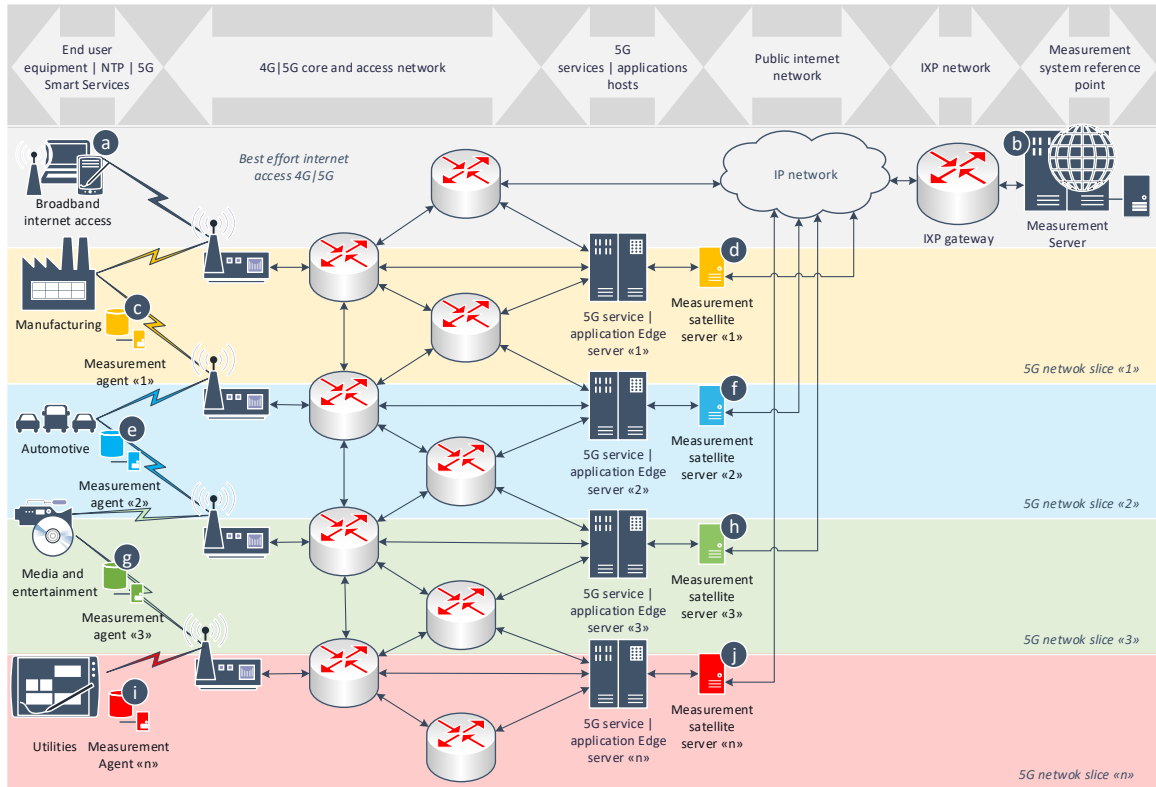 End user
equipment | NTP | 5G
Smart Services
4G|5G core and access network
5G
services | applications
hosts
Public internet
network
IXP network
Measurement
system reference
point
a
Broadband
internet access
Best effort internet
access 4G|5G
IP network
IXP gateway
b
Measurement
Server
Manufacturing
c
Measurement
agent «1»
5G service |
application Edge
server «1»
d
Measurement
satellite
server «1»
5G netwok slice «1»
Automotive
e
Measurement
agent «2»
5G service |
application Edge
server «2»
f
Measurement
satellite
server «2»
5G netwok slice «2»
Media and
entertainment
g
Measurement
agent «3»
5G service |
application Edge
server «3»
h
Measurement
satellite
server «3»
5G netwok slice «3»
Utilities
i
Measurement
Agent «n»
5G service |
application Edge
server «n»
j
Measurement
satellite
server «n»
5G netwok slice «n»